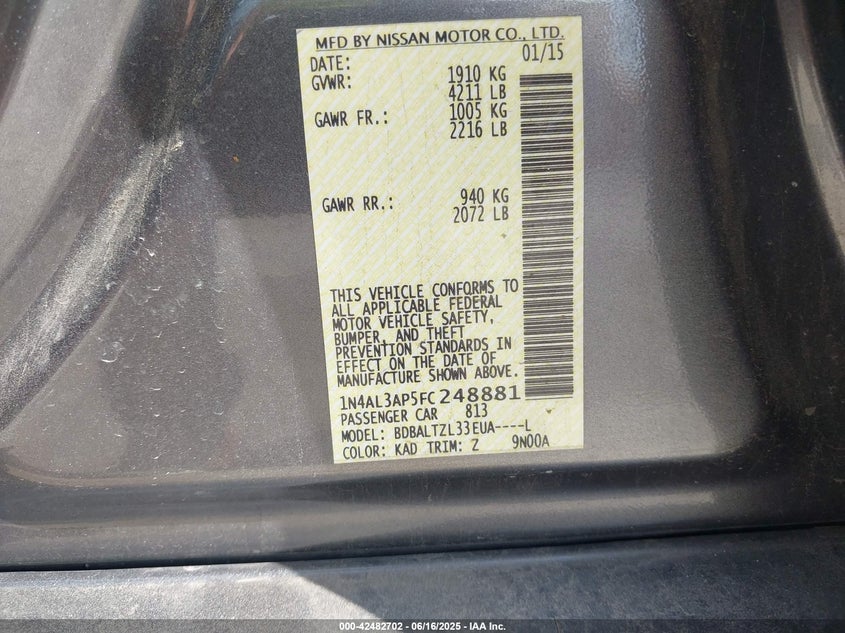 MFD BY NISSAN MOTOR CO., LTD.
DATE: 01/15
GVWR: 1910 KG
4211 LB
GAWR FR.: 1005 KG
2216 LB
GAWR RR.: 940 KG
2072 LB
THIS VEHICLE CONFORMS TO
ALL APPLICABLE FEDERAL
MOTOR VEHICLE SAFETY,
BUMPER, AND THEFT
PREVENTION STANDARDS IN
EFFECT ON THE DATE OF
MANUFACTURE SHOWN ABOVE.
1N4AL3AP5FC248881
PASSENGER CAR 813
MODEL: BDBALTZL33EUA----L
COLOR: KAD TRIM: Z 9N00A
000-42482702 - 06/16/2025 - IAA Inc.